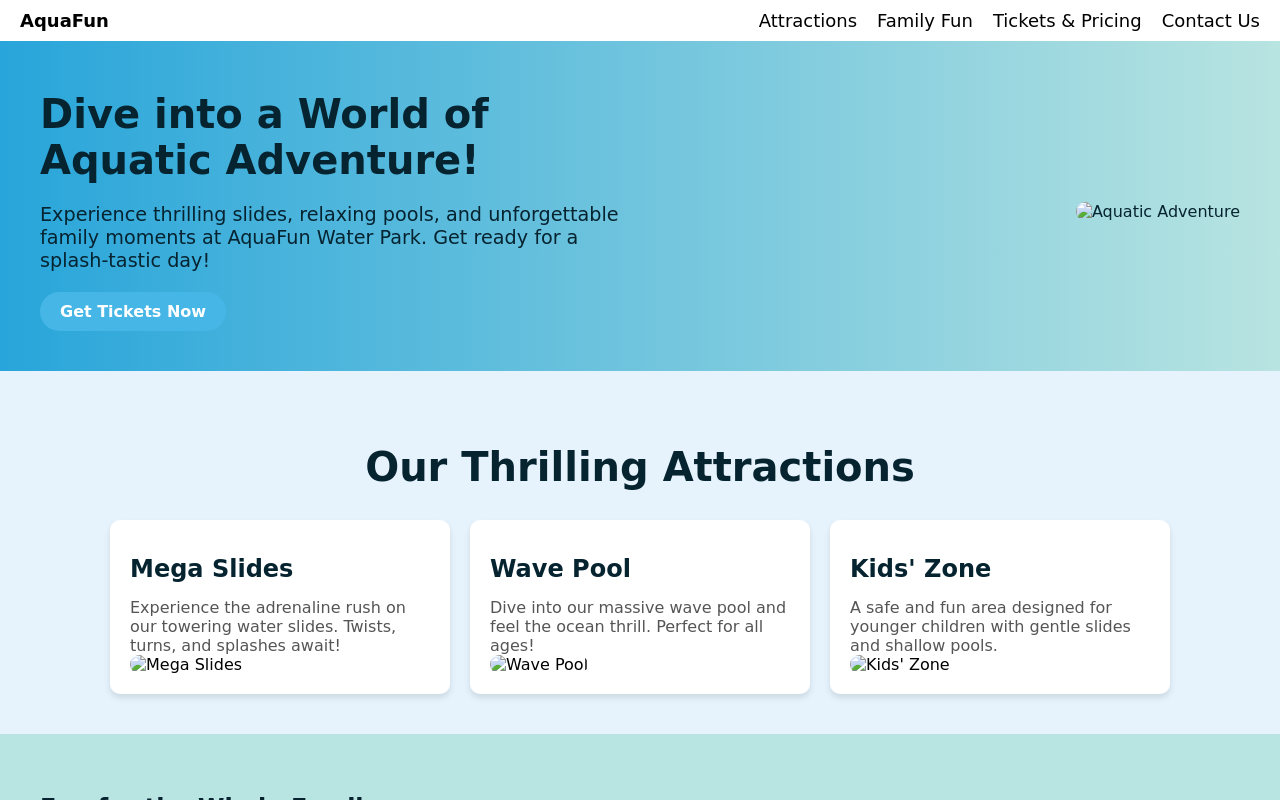 AquaFun
Attractions Family Fun Tickets & Pricing Contact Us
Dive into a World of
Aquatic Adventure!
Experience thrilling slides, relaxing pools, and unforgettable
family moments at AquaFun Water Park. Get ready for a
splash-tastic day!
Get Tickets Now
Aquatic Adventure
Our Thrilling Attractions
Mega Slides
Experience the adrenaline rush on
our towering water slides. Twists,
turns, and splashes await!
Mega Slides
Wave Pool
Dive into our massive wave pool and
feel the ocean thrill. Perfect for all
ages!
Wave Pool
Kids' Zone
A safe and fun area designed for
younger children with gentle slides
and shallow pools.
Kids' Zone